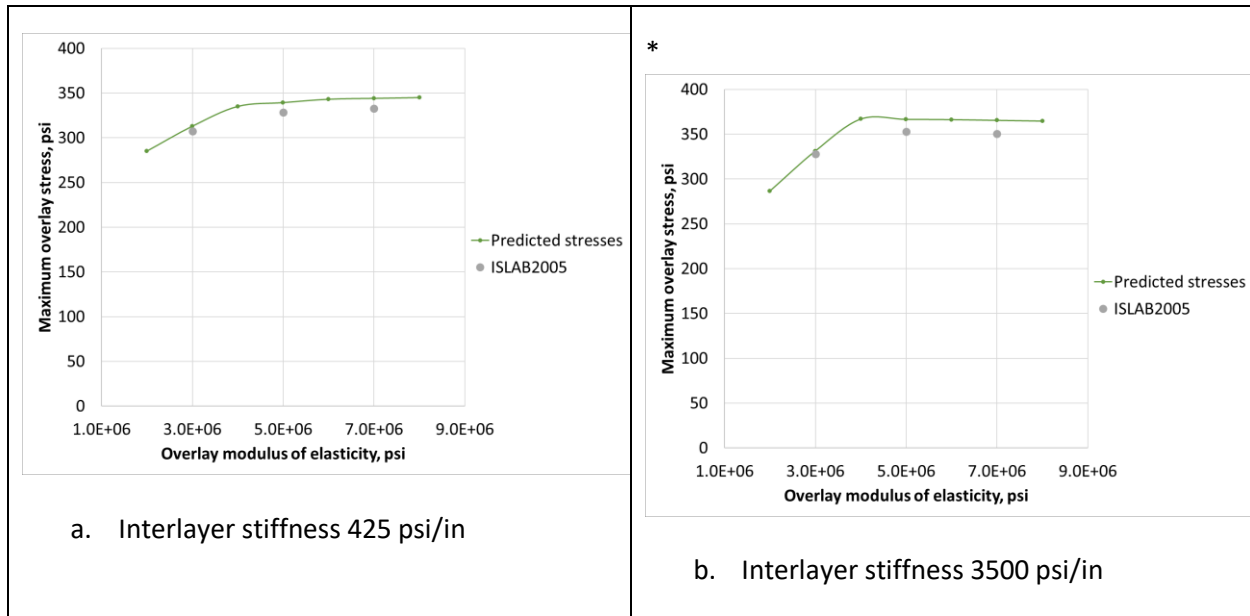 400
350
300
250
200
150
100
50
0
Maximum overlay stress, psi
1.0E+06 3.0E+06 5.0E+06 7.0E+06 9.0E+06
Overlay modulus of elasticity, psi
Predicted stresses
ISLAB2005
a. Interlayer stiffness 425 psi/in
*
400
350
300
250
200
150
100
50
0
Maximum overlay stress, psi
1.0E+06 3.0E+06 5.0E+06 7.0E+06 9.0E+06
Overlay modulus of elasticity, psi
Predicted stresses
ISLAB2005
b. Interlayer stiffness 3500 psi/in